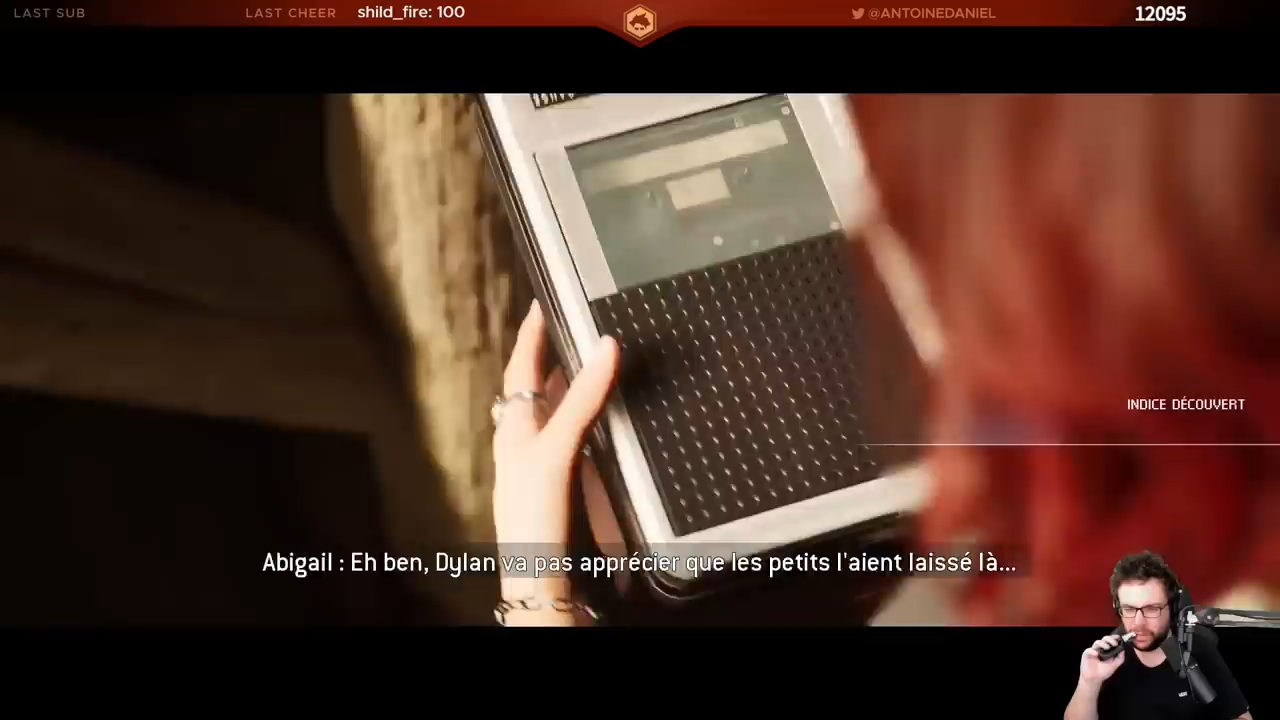 LAST SUB
LAST CHEER shild_fire: 100
@ANTOINEDANIEL
12095
INDICE DÉCOUVERT
Abigail : Eh ben, Dylan va pas apprécier que les petits l'aient laissé là...